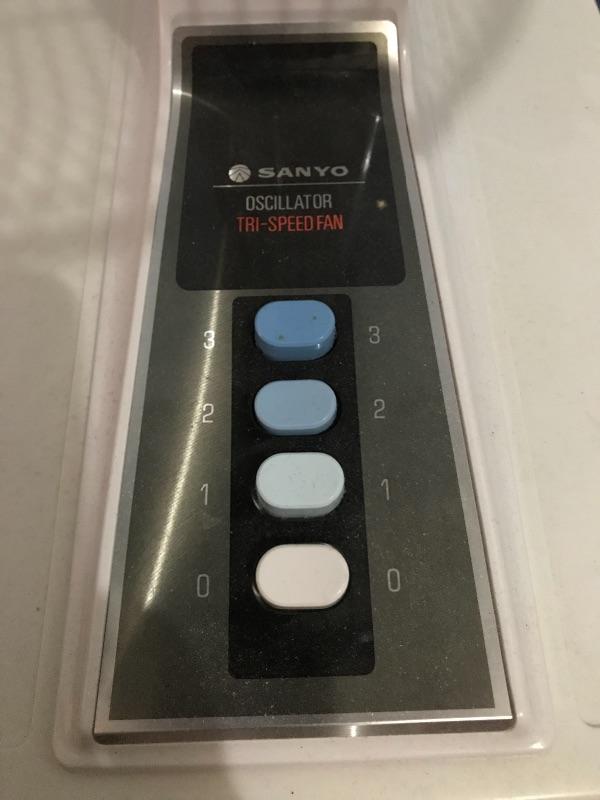 SANYO
OSCILLATOR
TRI-SPEED FAN
3 3
2 2
1 1
0 0